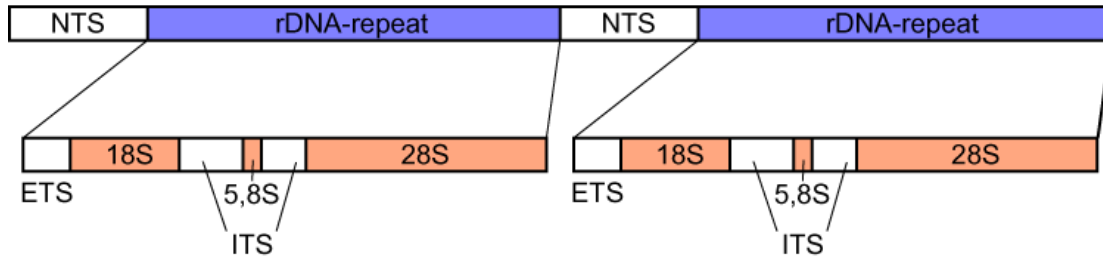 NTS rDNA-repeat NTS rDNA-repeat
18S 28S 18S 28S
ETS 5,8S ETS 5,8S
ITS ITS